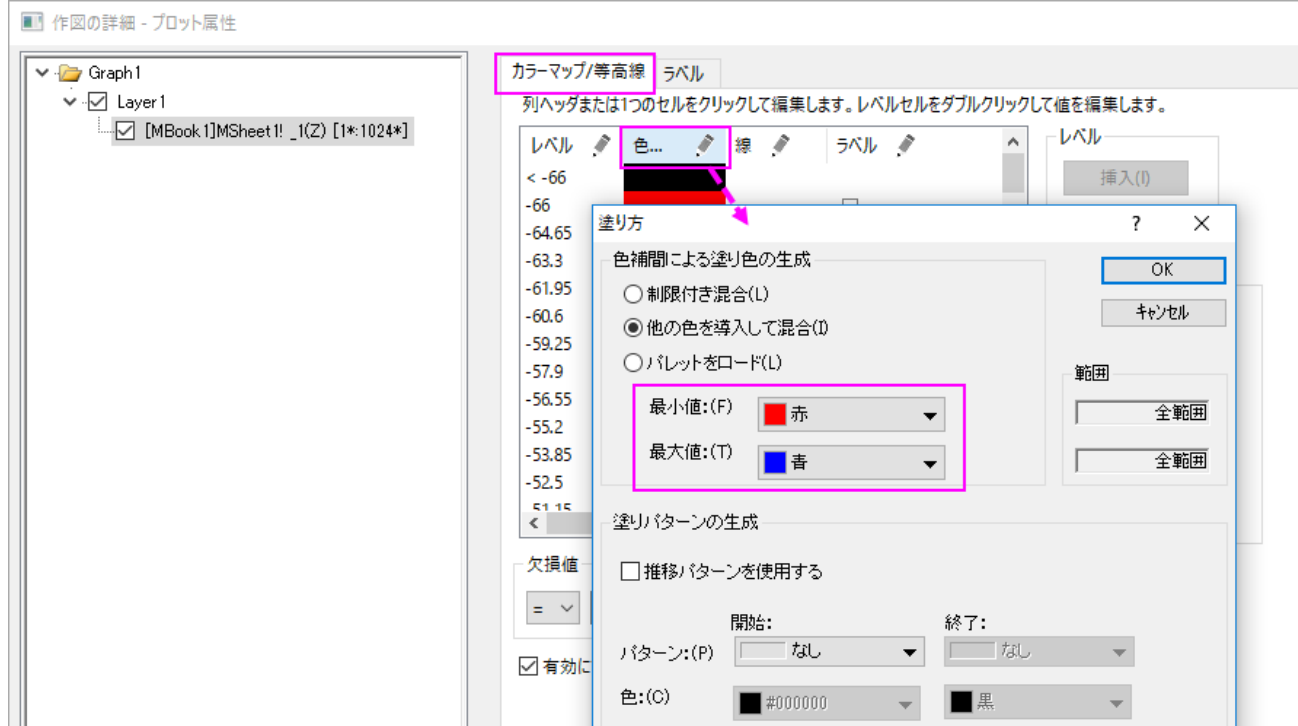 作図の詳細 - プロット属性
Graph1
Layer1
[MBook1]MSheet1! _1(Z) [1*:1024*]
カラーマップ/等高線 ラベル
列ヘッダまたは1つのセルをクリックして編集します。レベルセルをダブルクリックして値を編集します。
レベル 色... 線 ラベル
< -66
-66
-64.65
-63.3
-61.95
-60.6
-59.25
-57.9
-56.55
-55.2
-53.85
-52.5
-51.15
レベル
挿入(I)
塗り方 ?
色補間による塗り色の生成
制限付き混合(L)
他の色を導入して混合(I)
パレットをロード(L)
最小値:(F) 赤
最大値:(T) 青
OK
キャンセル
範囲
全範囲
全範囲
塗りパターンの生成
推移パターンを使用する
開始: 終了:
パターン:(P) なし なし
色:(C) #000000 黒
欠損値
=
有効に